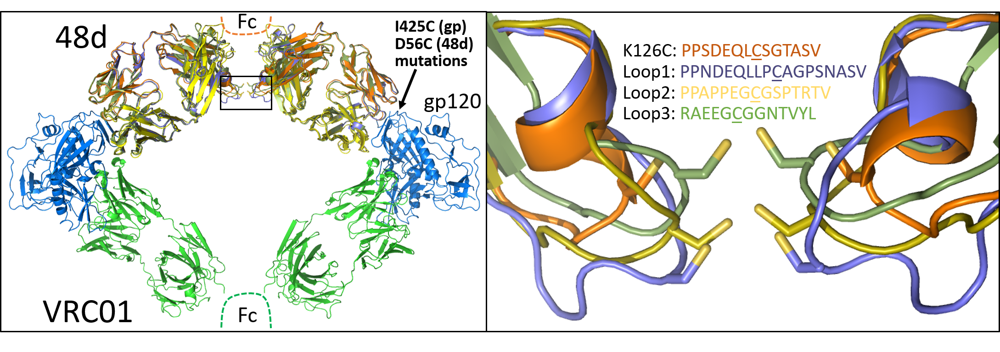 48d
Fc
I425C (gp)
D56C (48d)
mutations
gp120
VRC01
Fc
K126C: PPSDEQLCSGTASV
Loop1: PPNDEQLLPCAGPSNASV
Loop2: PPAPPEGCGSPTRTV
Loop3: RAEEGCGGNTVYL